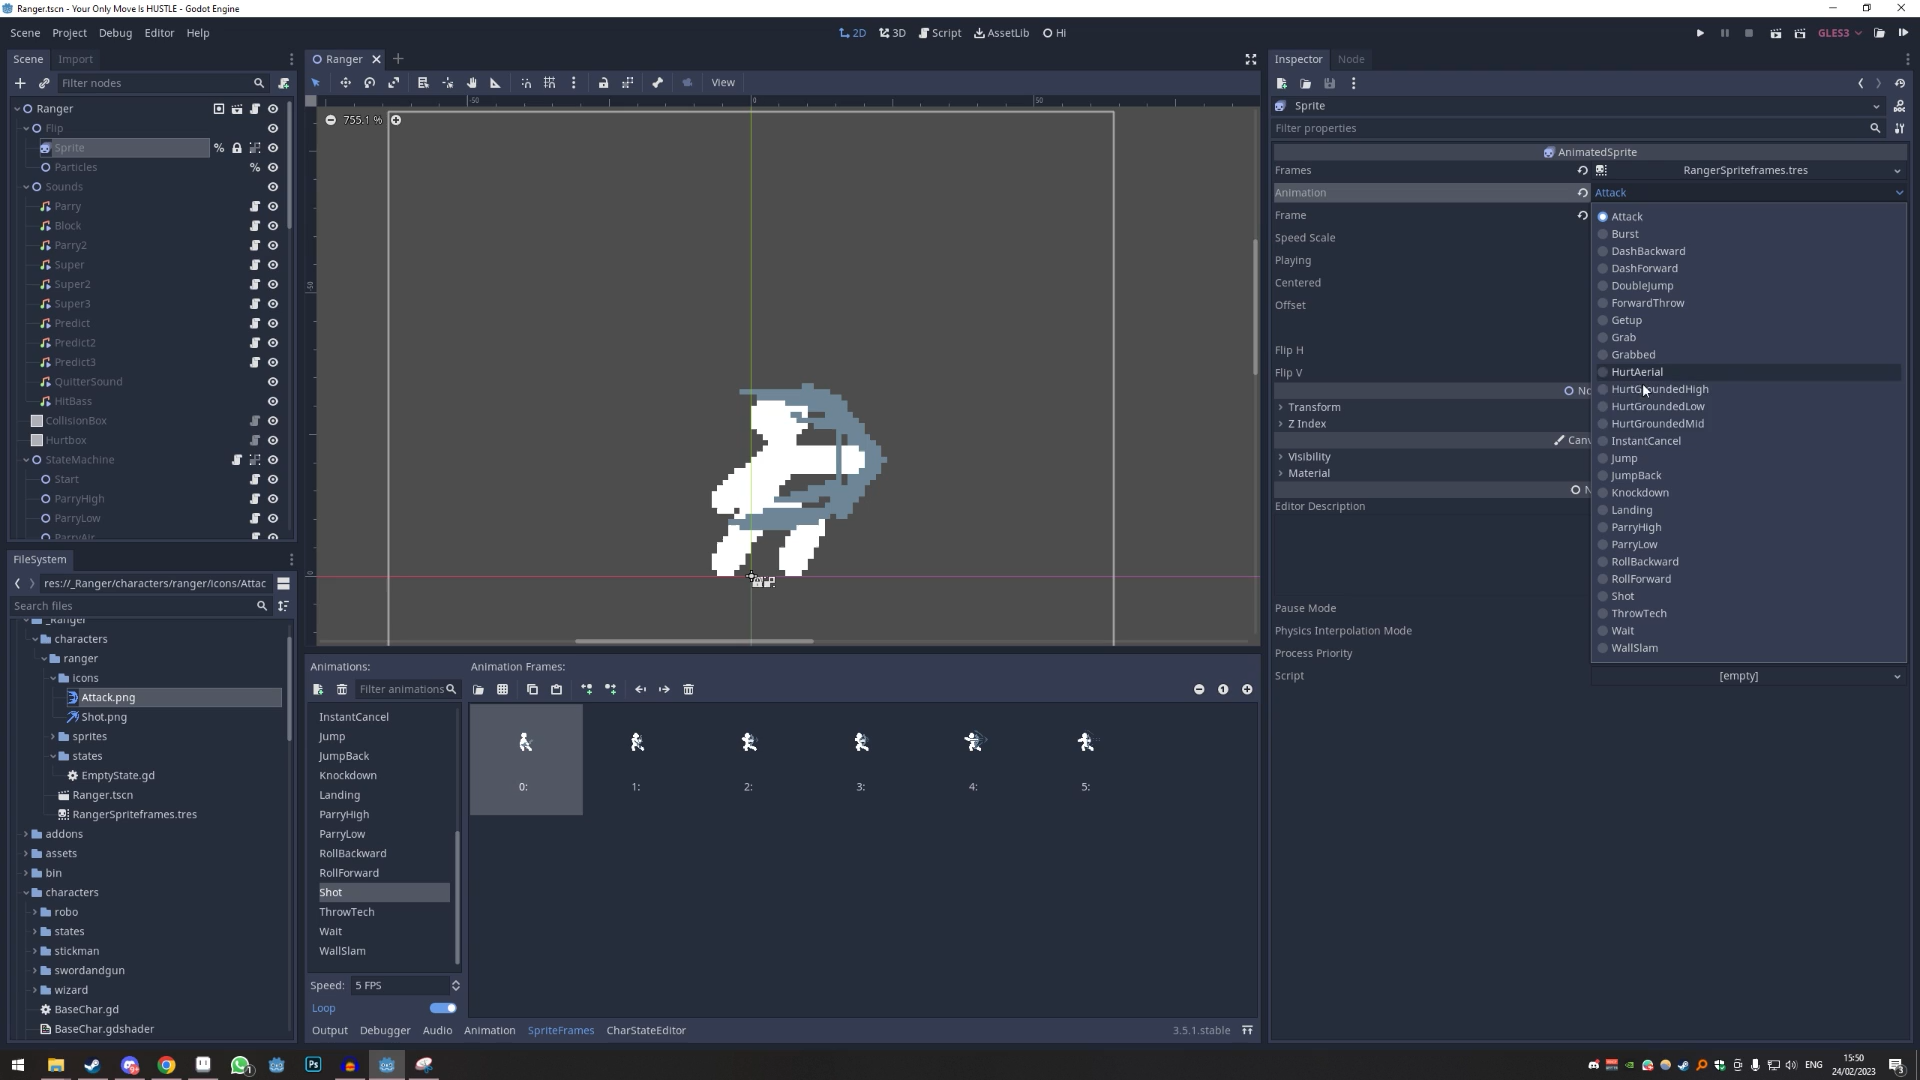 Ranger.tscn - Your Only Move Is HUSTLE - Godot Engine
Scene Project Debug Editor Help
2D 3D Script AssetLib Hi
GLES3
Scene Import
Filter nodes
Ranger
Flip
Sprite
Particles
Sounds
Parry
Block
Parry2
Super
Super2
Super3
Predict
Predict2
Predict3
QuitterSound
HitBass
CollisionBox
Hurtbox
StateMachine
Start
ParryHigh
ParryLow
ParryAir
FileSystem
res://_Ranger/characters/ranger/icons/Attac
Search files
_Ranger
characters
ranger
icons
Attack.png
Shot.png
sprites
states
EmptyState.gd
Ranger.tscn
RangerSpriteframes.tres
addons
assets
bin
characters
robo
states
stickman
swordandgun
wizard
BaseChar.gd
BaseChar.gdshader
Ranger
View
-50 0 50
755.1 %
Animations:
Filter animations
InstantCancel
Jump
JumpBack
Knockdown
Landing
ParryHigh
ParryLow
RollBackward
RollForward
Shot
ThrowTech
Wait
WallSlam
Speed: 5 FPS
Loop
Animation Frames:
0: 1: 2: 3: 4: 5:
Output Debugger Audio Animation SpriteFrames CharStateEditor
3.5.1.stable
Inspector Node
Sprite
Filter properties
AnimatedSprite
Frames RangerSpriteframes.tres
Animation Attack
Frame
Speed Scale
Playing
Centered
Offset
Flip H
Flip V
No
Transform
Z Index
Canv
Visibility
Material
N
Editor Description
Pause Mode
Physics Interpolation Mode
Process Priority
Script [empty]
Attack
Burst
DashBackward
DashForward
DoubleJump
ForwardThrow
Getup
Grab
Grabbed
HurtAerial
HurtGroundedHigh
HurtGroundedLow
HurtGroundedMid
InstantCancel
Jump
JumpBack
Knockdown
Landing
ParryHigh
ParryLow
RollBackward
RollForward
Shot
ThrowTech
Wait
WallSlam
Ps
ENG
15:50
24/02/2023